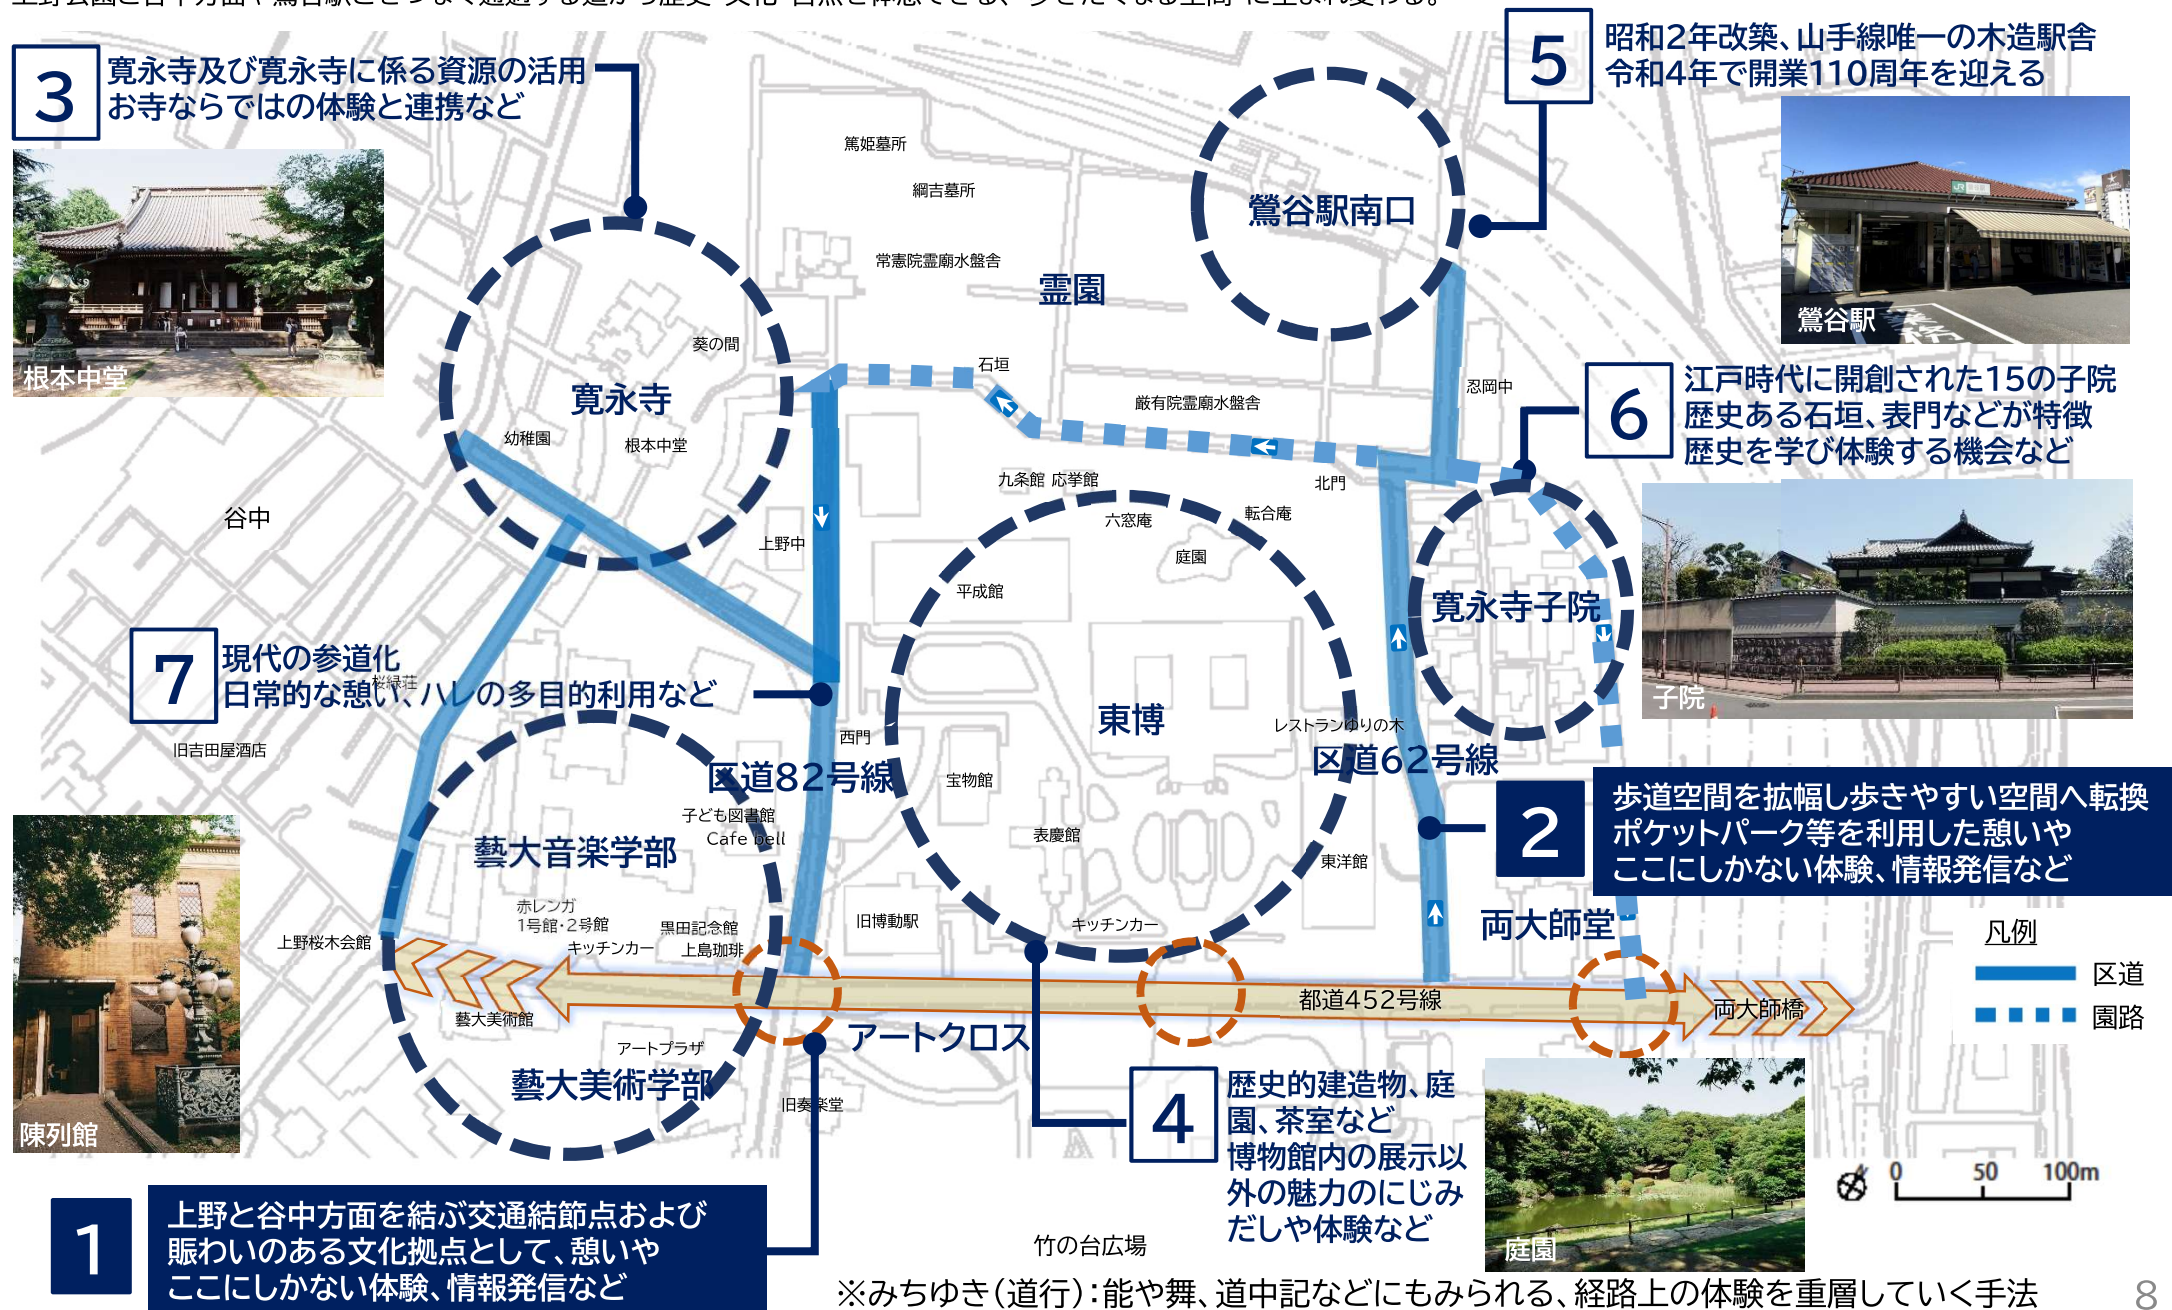 3
寛永寺及び寛永寺に係る資源の活用
お寺ならではの体験と連携など
根本中堂
5
昭和2年改築、山手線唯一の木造駅舎
令和4年で開業110周年を迎える
鶯谷駅
篤姫墓所
綱吉墓所
常憲院霊廟水盤舎
霊園
鶯谷駅南口
葵の間
寛永寺
幼稚園
根本中堂
石垣
厳有院霊廟水盤舎
忍岡中
6
江戸時代に開創された15の子院
歴史ある石垣、表門などが特徴
歴史を学び体験する機会など
子院
九条館 応挙館
北門
六窓庵
転合庵
庭園
谷中
上野中
平成館
寛永寺子院
7
現代の参道化
日常的な憩い、ハレの多目的利用など
桜緑荘
旧吉田屋酒店
東博
レストランゆりの木
区道62号線
西門
区道82号線
宝物館
子ども図書館
Cafe bell
表慶館
東洋館
藝大音楽学部
2
歩道空間を拡幅し歩きやすい空間へ転換
ポケットパーク等を利用した憩いや
ここにしかない体験、情報発信など
赤レンガ
1号館・2号館
黒田記念館
キッチンカー
上島珈琲
旧博動駅
キッチンカー
両大師堂
上野桜木会館
凡例
区道
園路
都道452号線
両大師橋
藝大美術館
アートプラザ
アートクロス
藝大美術学部
旧奏楽堂
陳列館
4
歴史的建造物、庭
園、茶室など
博物館内の展示以
外の魅力のにじみ
だしや体験など
庭園
0 50 100m
1
上野と谷中方面を結ぶ交通結節点および
賑わいのある文化拠点として、憩いや
ここにしかない体験、情報発信など
竹の台広場
※みちゆき（道行）：能や舞、道中記などにもみられる、経路上の体験を重層していく手法
8